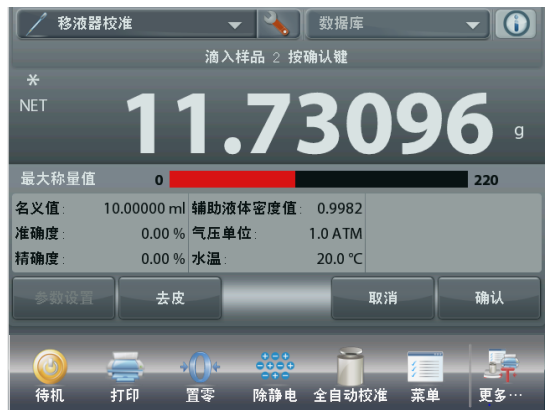 移液器校准 数据库
滴入样品 2 按确认键
*
NET 11.73096 g
最大称量值 0 220
名义值: 10.00000 ml 辅助液体密度值: 0.9982
准确度: 0.00 % 气压单位: 1.0 ATM
精确度: 0.00 % 水温: 20.0 °C
参数设置 去皮 取消 确认
待机 打印 置零 除静电 全自动校准 菜单 更多…